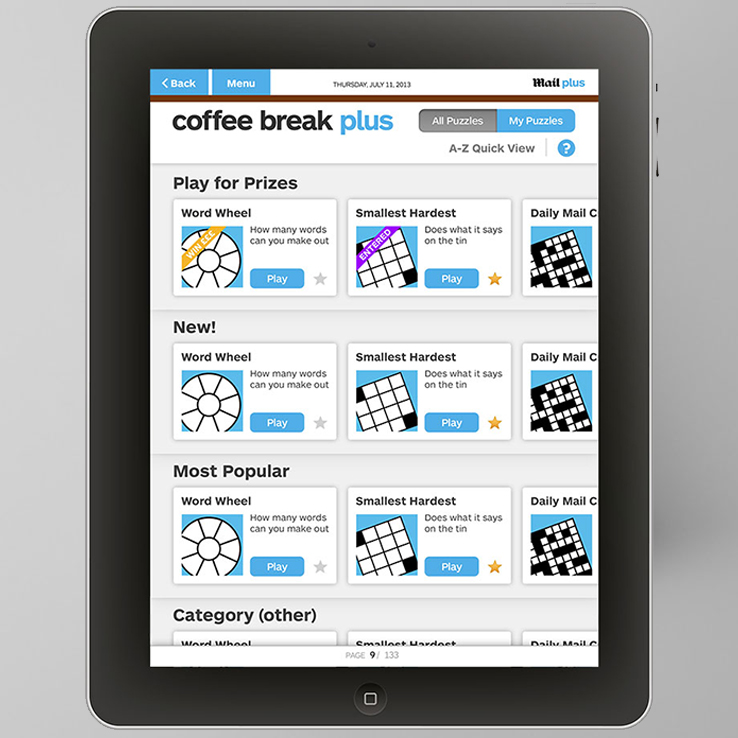 Back
Menu
THURSDAY, JULY 11, 2013
Mail plus
coffee break plus
All Puzzles
My Puzzles
A-Z Quick View
?
Play for Prizes
Word Wheel
How many words
can you make out
WIN £££
Play
Smallest Hardest
Does it what it says
on the tin
ENTERED
Play
Daily Mail C
New!
Word Wheel
How many words
can you make out
Play
Smallest Hardest
Does what it says
on the tin
Play
Daily Mail C
Most Popular
Word Wheel
How many words
can you make out
Play
Smallest Hardest
Does what it says
on the tin
Play
Daily Mail C
Category (other)
Word Wheel
Smallest Hardest
Daily Mail C
PAGE 9 / 133